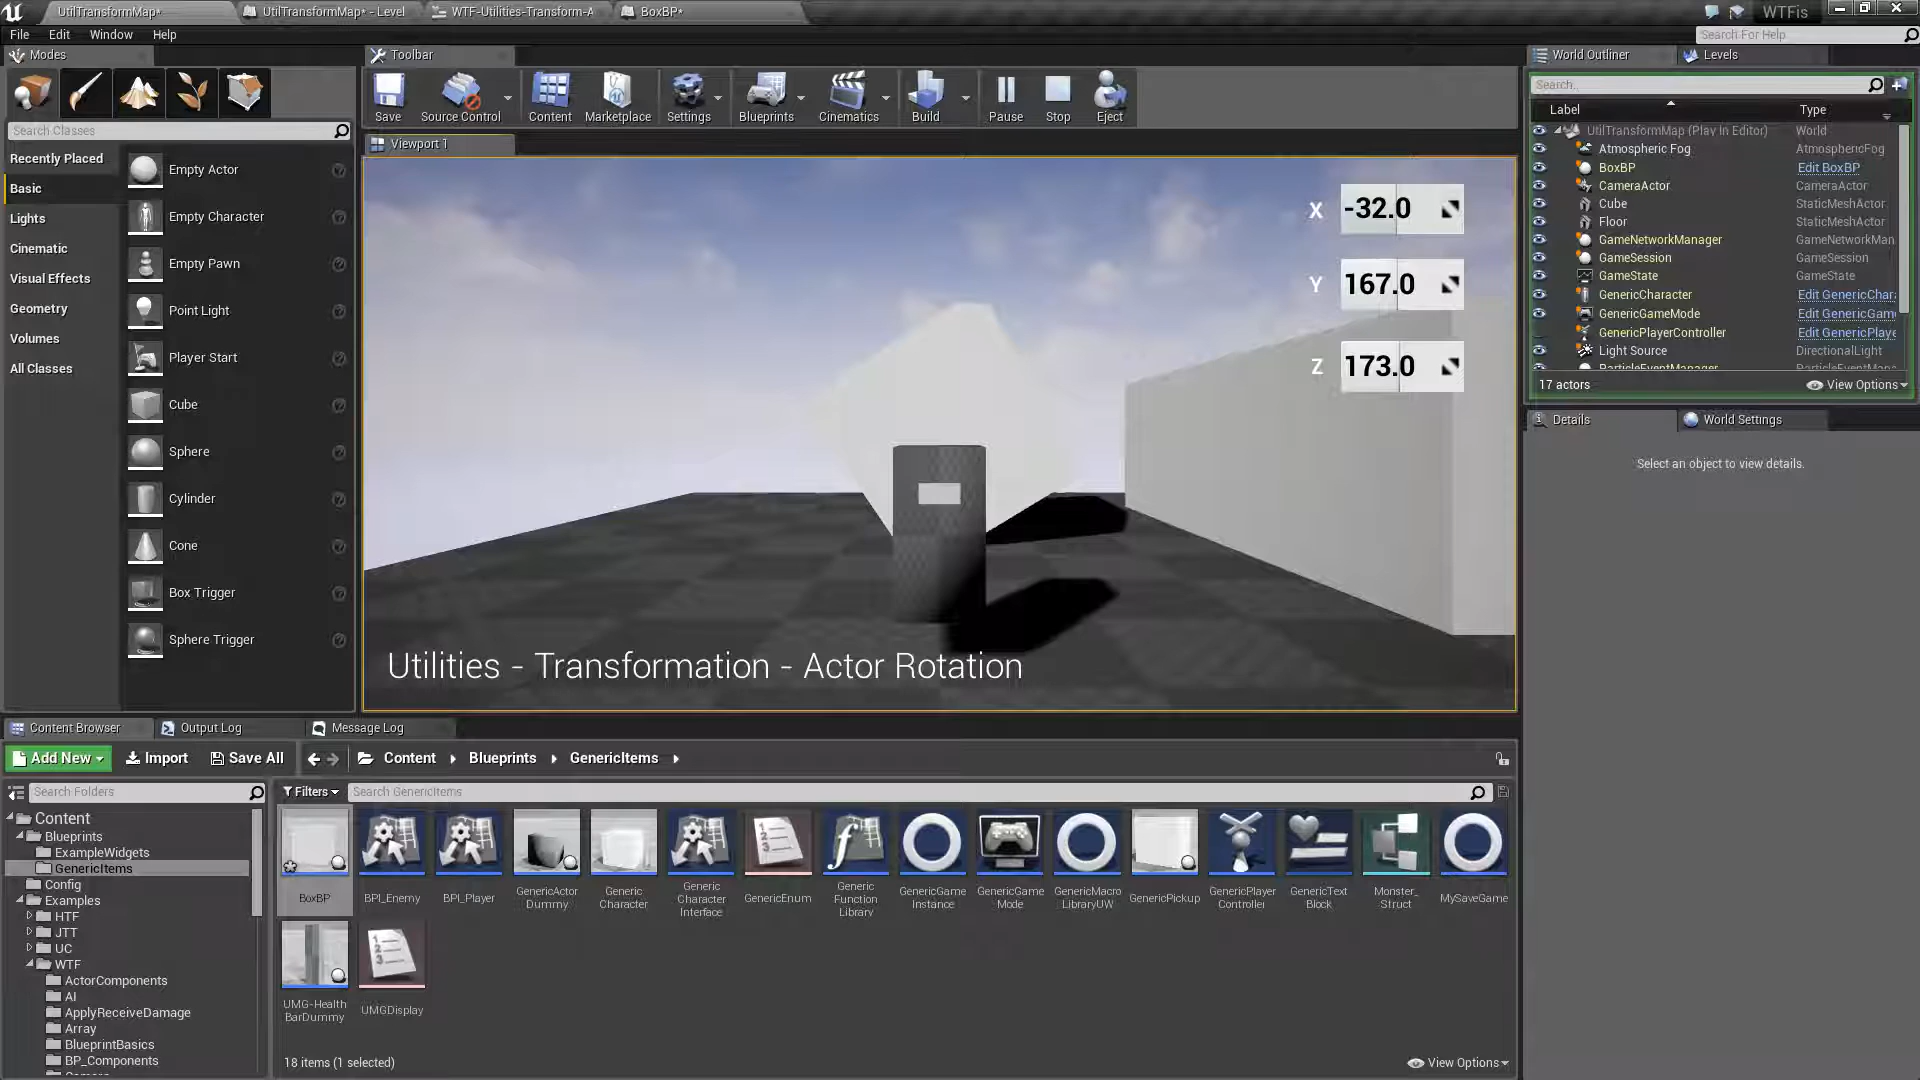 UtilTransformMap*
UtilTransformMap* - Level
WTF-Utilities-Transform-A
BoxBP*
WTFis
File Edit Window Help
Search For Help
Modes
Toolbar
World Outliner
Levels
Save
Source Control
Content
Marketplace
Settings
Blueprints
Cinematics
Build
Pause
Stop
Eject
Search Classes
Recently Placed
Basic
Lights
Cinematic
Visual Effects
Geometry
Volumes
All Classes
Empty Actor
Empty Character
Empty Pawn
Point Light
Player Start
Cube
Sphere
Cylinder
Cone
Box Trigger
Sphere Trigger
Viewport 1
X -32.0
Y 167.0
Z 173.0
Utilities - Transformation - Actor Rotation
Search..
Label Type
UtilTransformMap (Play In Editor) World
Atmospheric Fog AtmosphericFog
BoxBP Edit BoxBP
CameraActor CameraActor
Cube StaticMeshActor
Floor StaticMeshActor
GameNetworkManager GameNetworkMan
GameSession GameSession
GameState GameState
GenericCharacter Edit GenericChar
GenericGameMode Edit GenericGam
GenericPlayerController Edit GenericPlaye
Light Source DirectionalLight
ParticleEventManager ParticleEventMana
17 actors
View Options
Details
World Settings
Select an object to view details.
Content Browser
Output Log
Message Log
Add New
Import
Save All
Content
Blueprints
GenericItems
Search Folders
Filters
Search GenericItems
Content
Blueprints
ExampleWidgets
GenericItems
Config
Examples
HTF
JTT
UC
WTF
ActorComponents
AI
ApplyReceiveDamage
Array
BlueprintBasics
BP_Components
BoxBP
BPI_Enemy
BPI_Player
GenericActor
Dummy
Generic
Character
Generic
Character
Interface
GenericEnum
Generic
Function
Library
GenericGame
Instance
GenericGame
Mode
GenericMacro
LibraryUW
GenericPickup
GenericPlayer
Controller
GenericText
Block
Monster_
Struct
MySaveGame
UMG-Health
BarDummy
UMGDisplay
18 items (1 selected)
View Options